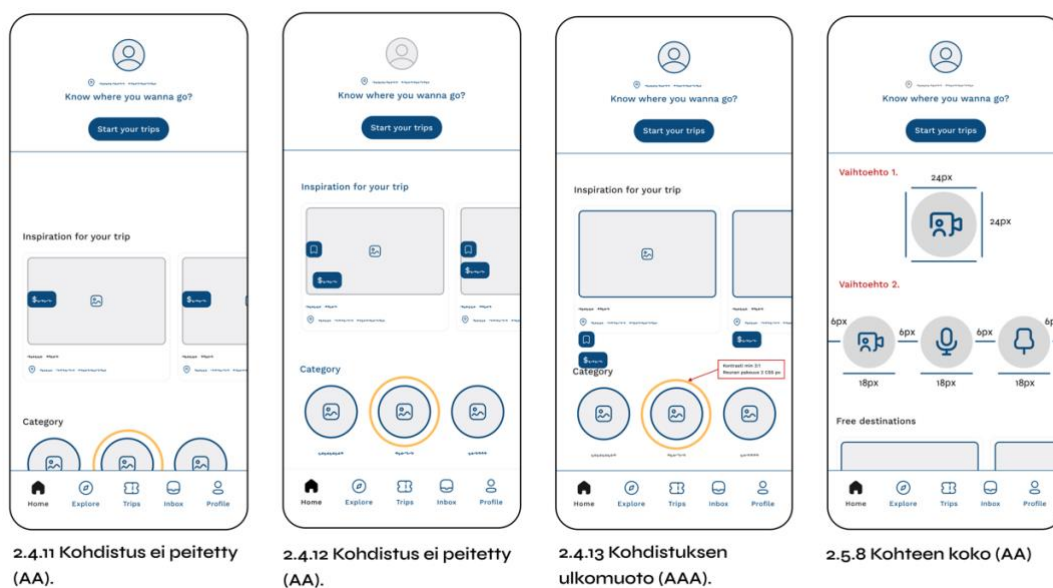 Know where you wanna go?
Start your trips
Inspiration for your trip
Category
Home Explore Trips Inbox Profile
2.4.11 Kohdistus ei peitetty
(AA).
Know where you wanna go?
Start your trips
Inspiration for your trip
Category
Home Explore Trips Inbox Profile
2.4.12 Kohdistus ei peitetty
(AA).
Know where you wanna go?
Start your trips
Inspiration for your trip
Category
Kontrasti min 3:1
Reunan paksuus 2 CSS px
Home Explore Trips Inbox Profile
2.4.13 Kohdistuksen
ulkomuoto (AAA).
Know where you wanna go?
Start your trips
Vaihtoehto 1.
24px
24px
Vaihtoehto 2.
6px 6px 6px
18px 18px 18px
Free destinations
Home Explore Trips Inbox Profile
2.5.8 Kohteen koko (AA)